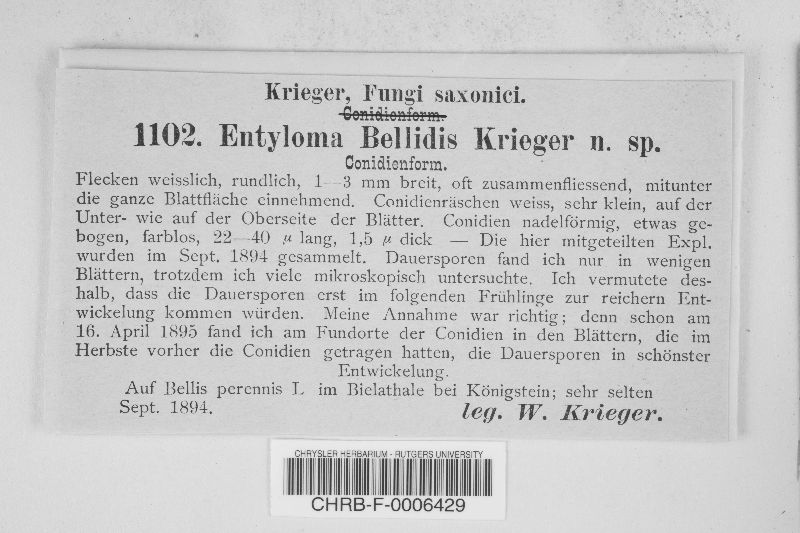 Krieger, Fungi saxonici.
Conidienform.
1102. Entyloma Bellidis Krieger n. sp.
Conidienform.
Flecken weisslich, rundlich, 1—3 mm breit, oft zusammenfliessend, mitunter
die ganze Blattfläche einnehmend. Conidienräschen weiss, sehr klein, auf der
Unter- wie auf der Oberseite der Blätter. Conidien nadelförmig, etwas ge-
bogen, farblos, 22—40 μ lang, 1,5 μ dick — Die hier mitgeteilten Expl.
wurden im Sept. 1894 gesammelt. Dauersporen fand ich nur in wenigen
Blättern, trotzdem ich viele mikroskopisch untersuchte. Ich vermutete des-
halb, dass die Dauersporen erst im folgenden Frühlinge zur reichern Ent-
wickelung kommen würden. Meine Annahme war richtig; denn schon am
16. April 1895 fand ich am Fundorte der Conidien in den Blättern, die im
Herbste vorher die Conidien getragen hatten, die Dauersporen in schönster
Entwickelung.
Auf Bellis perennis L im Bielathale bei Königstein; sehr selten
Sept. 1894. leg. W. Krieger.
CHRYSLER HERBARIUM - RUTGERS UNIVERSITY
CHRB-F-0006429